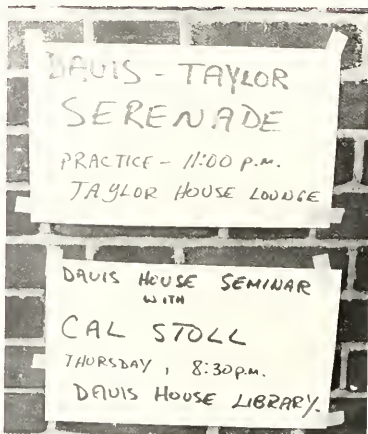 DAVIS - TAYLOR
SERENADE
PRACTICE - 11:00 P.M.
TAYLOR HOUSE LOUNGE
DAVIS HOUSE SEMINAR
WITH
CAL STOLL
THURSDAY, 8:30 P.M.
DAVIS HOUSE LIBRARY.